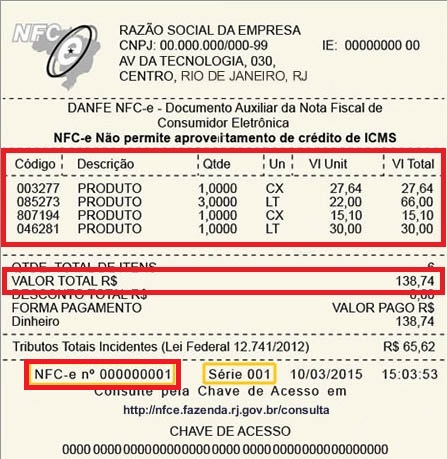 NFC-e
RAZÃO SOCIAL DA EMPRESA
CNPJ: 00.000.000/000-99 IE: 00000000 00
AV DA TECNOLOGIA, 030,
CENTRO, RIO DE JANEIRO, RJ
DANFE NFC-e - Documento Auxiliar da Nota Fiscal de
Consumidor Eletrônica
NFC-e Não permite aproveitamento de crédito de ICMS
Código Descrição Qtde Un Vl Unit Vl Total
003277 PRODUTO 1,0000 CX 27,64 27,64
085273 PRODUTO 3,0000 LT 22,00 66,00
807194 PRODUTO 1,0000 CX 15,10 15,10
046281 PRODUTO 1,0000 LT 30,00 30,00
QTDE. TOTAL DE ITENS 6
VALOR TOTAL R$ 138,74
DESCONTO TOTAL R$ 0,00
FORMA PAGAMENTO VALOR PAGO R$
Dinheiro 138,74
Tributos Totais Incidentes (Lei Federal 12.741/2012) R$ 65,62
NFC-e nº 000000001 Série 001 10/03/2015 15:03:53
Consulte pela Chave de Acesso em
http://nfce.fazenda.rj.gov.br/consulta
CHAVE DE ACESSO
0000 0000 0000 0000 0000 0000 0000 0000 0000 0000 0000